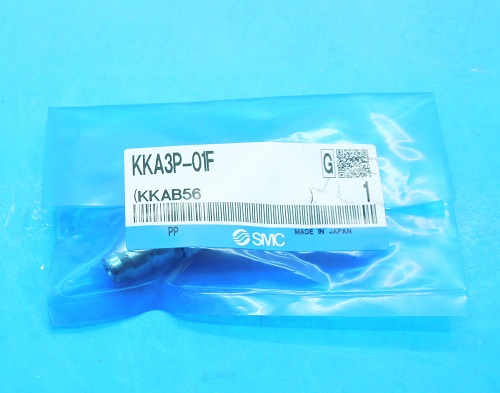 KKA3P-01F
G
(KKAB56 )
1
PP SMC MADE IN JAPAN